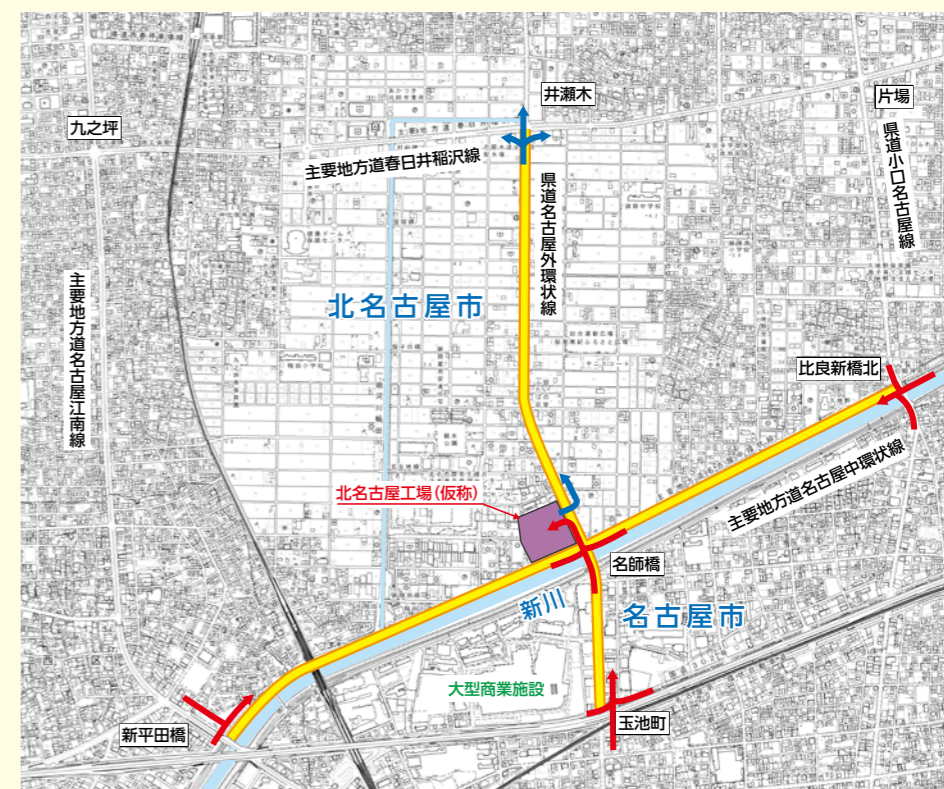 井瀬木
片場
九之坪
主要地方道春日井稲沢線
県道小口名古屋線
県道名古屋外環状線
主要地方道名古屋江南線
北名古屋市
比良新橋北
主要地方道名古屋中環状線
北名古屋工場(仮称)
名師橋
新川
名古屋市
大型商業施設
新平田橋
玉池町